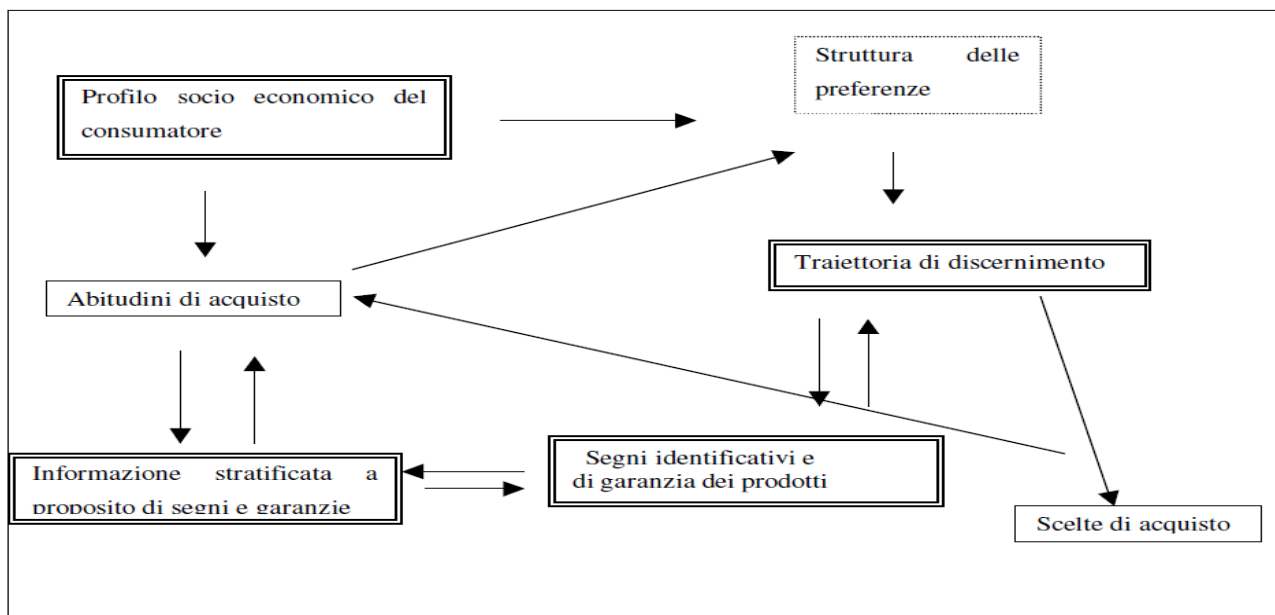 Struttura delle
preferenze
Profilo socio economico del
consumatore
Traiettoria di discernimento
Abitudini di acquisto
Segni identificativi e
di garanzia dei prodotti
Informazione stratificata a
proposito di segni e garanzie
Scelte di acquisto